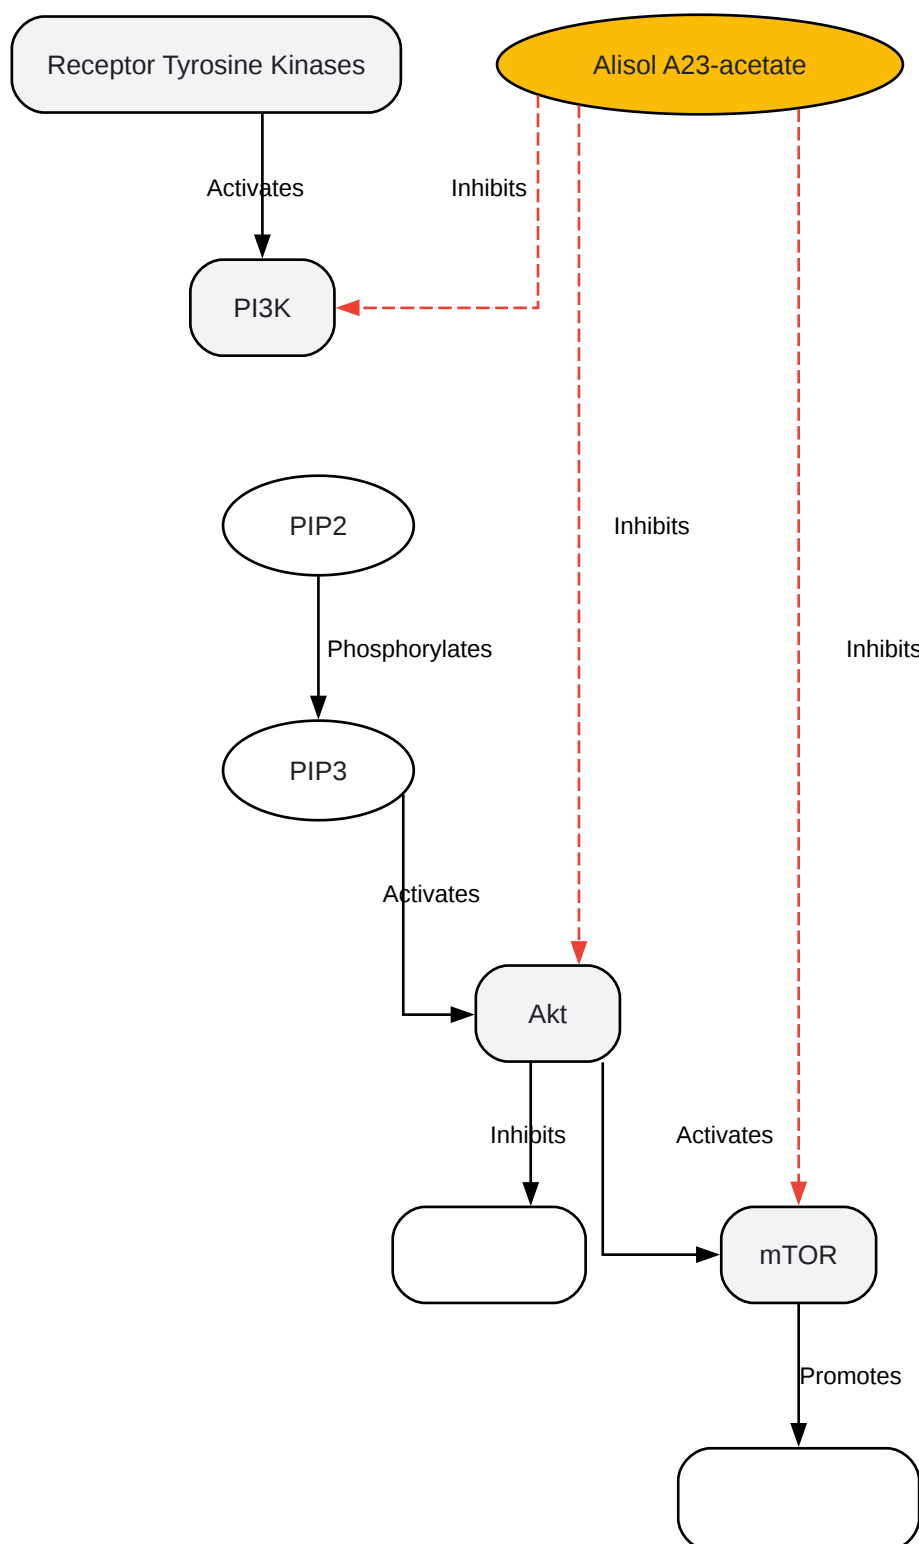 Receptor Tyrosine Kinases
Alisol A23-acetate
Activates
Inhibits
PI3K
PIP2
Inhibits
Phosphorylates
Inhibits
PIP3
Activates
Akt
Inhibits
Activates
mTOR
Promotes